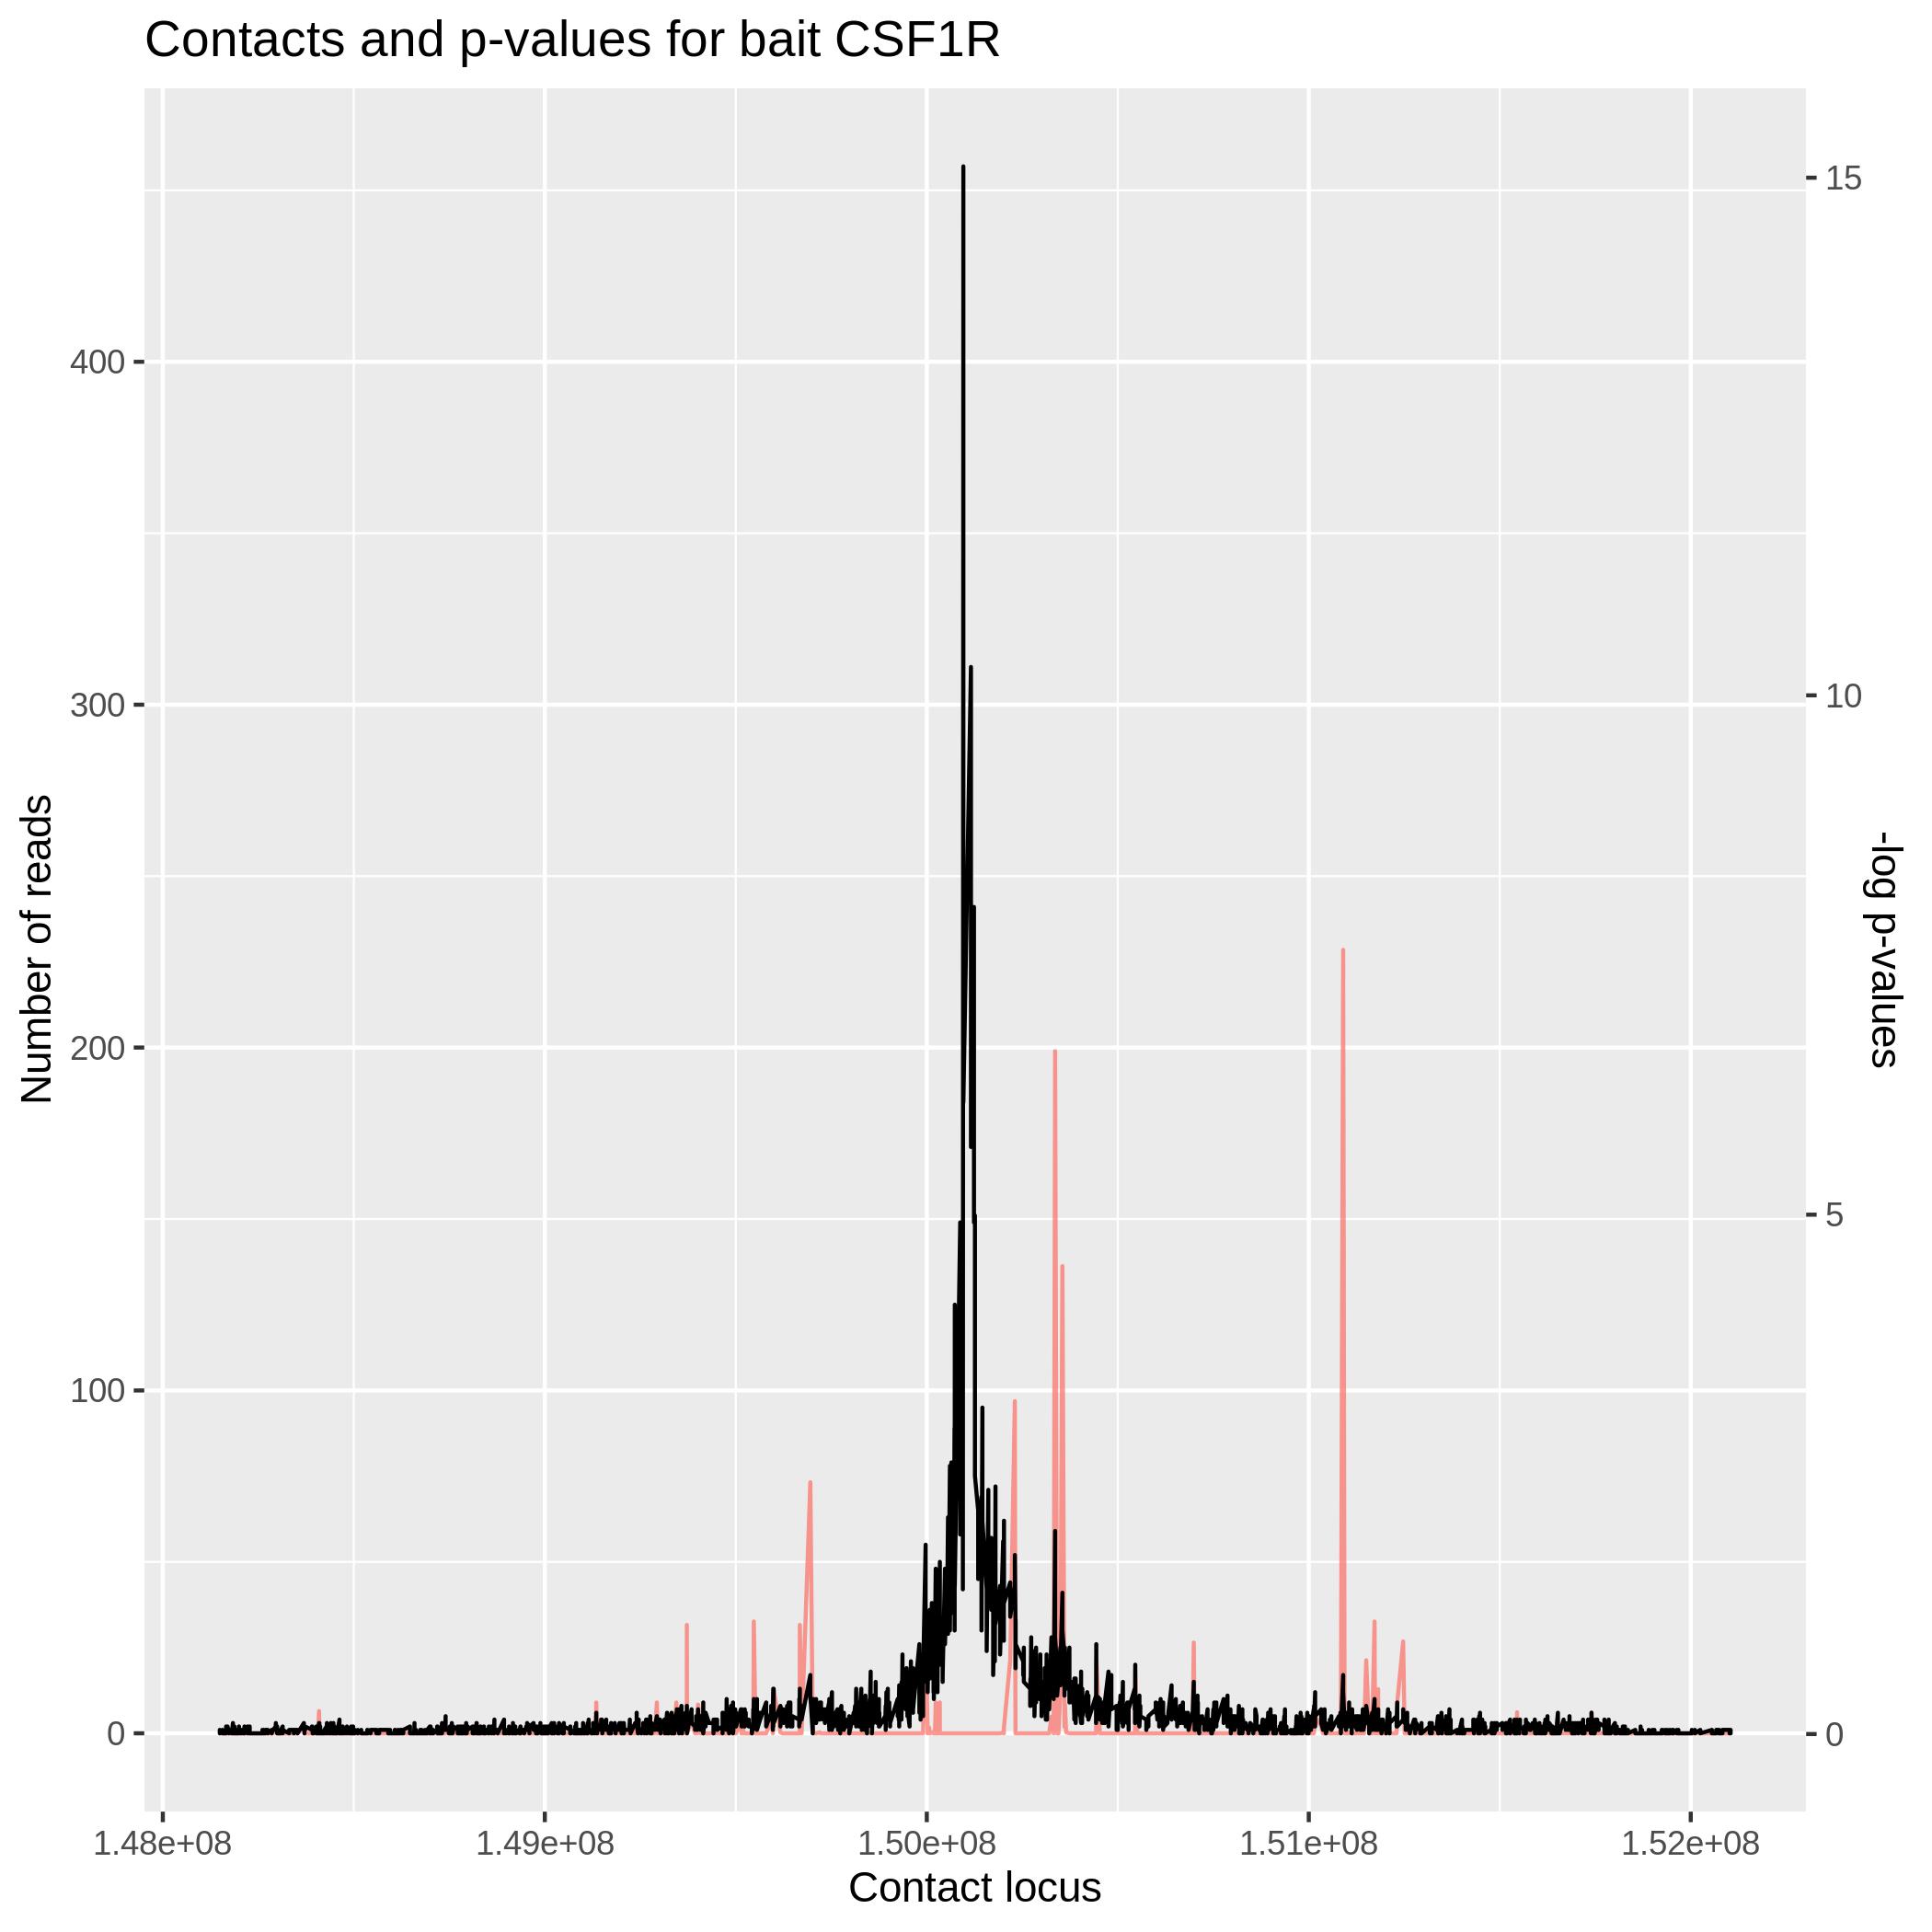 Contacts and p-values for bait CSF1R
Number of reads
400
300
200
100
0
15
10
5
0
-log p-values
1.48e+08
1.49e+08
1.50e+08
1.51e+08
1.52e+08
Contact locus